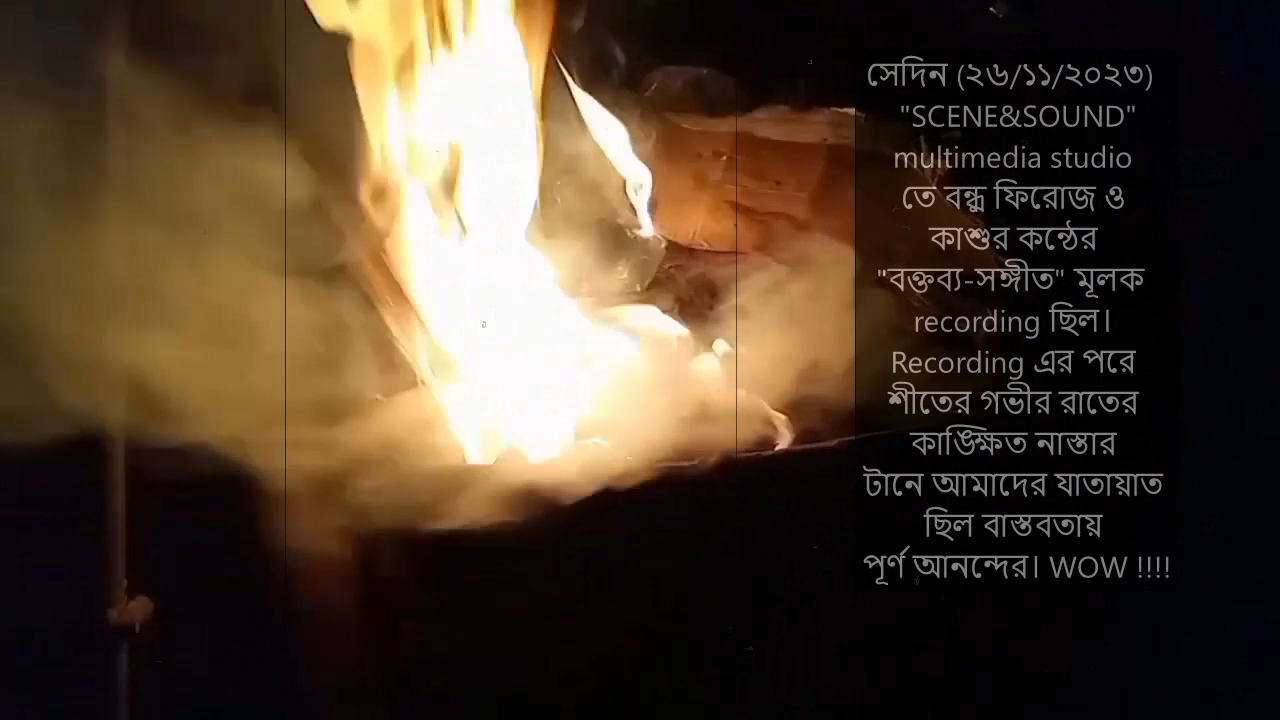 সেদিন (২৬/১১/২০২৩)
"SCENE&SOUND"
multimedia studio
তে বন্ধু ফিরোজ ও
কাশুর কন্ঠের
"বক্তব্য-সঙ্গীত" মূলক
recording ছিল।
Recording এর পরে
শীতের গভীর রাতের
কাঙ্ক্ষিত নাস্তার
টানে আমাদের যাতায়াত
ছিল বাস্তবতায়
পূর্ণ আনন্দের। WOW !!!!